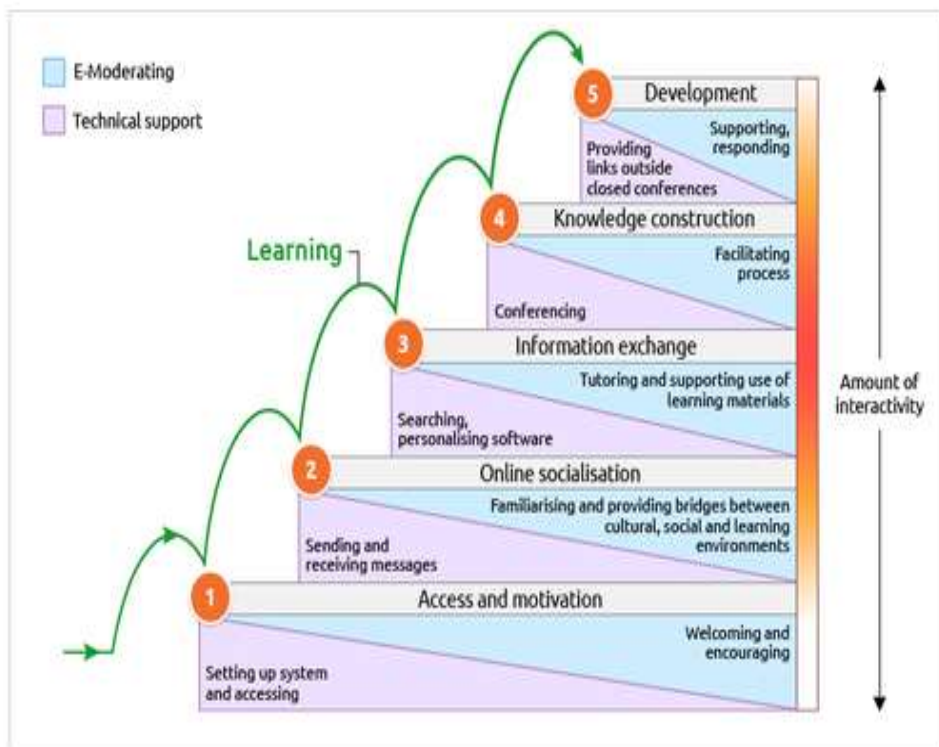 E-Moderating
Technical support
Learning
5
Development
Supporting,
responding
Providing
links outside
closed conferences
4
Knowledge construction
Facilitating
process
Conferencing
3
Information exchange
Tutoring and supporting use of
learning materials
Searching,
personalising software
2
Online socialisation
Familiarising and providing bridges between
cultural, social and learning
environments
Sending and
receiving messages
1
Access and motivation
Welcoming and
encouraging
Setting up system
and accessing
Amount of
interactivity